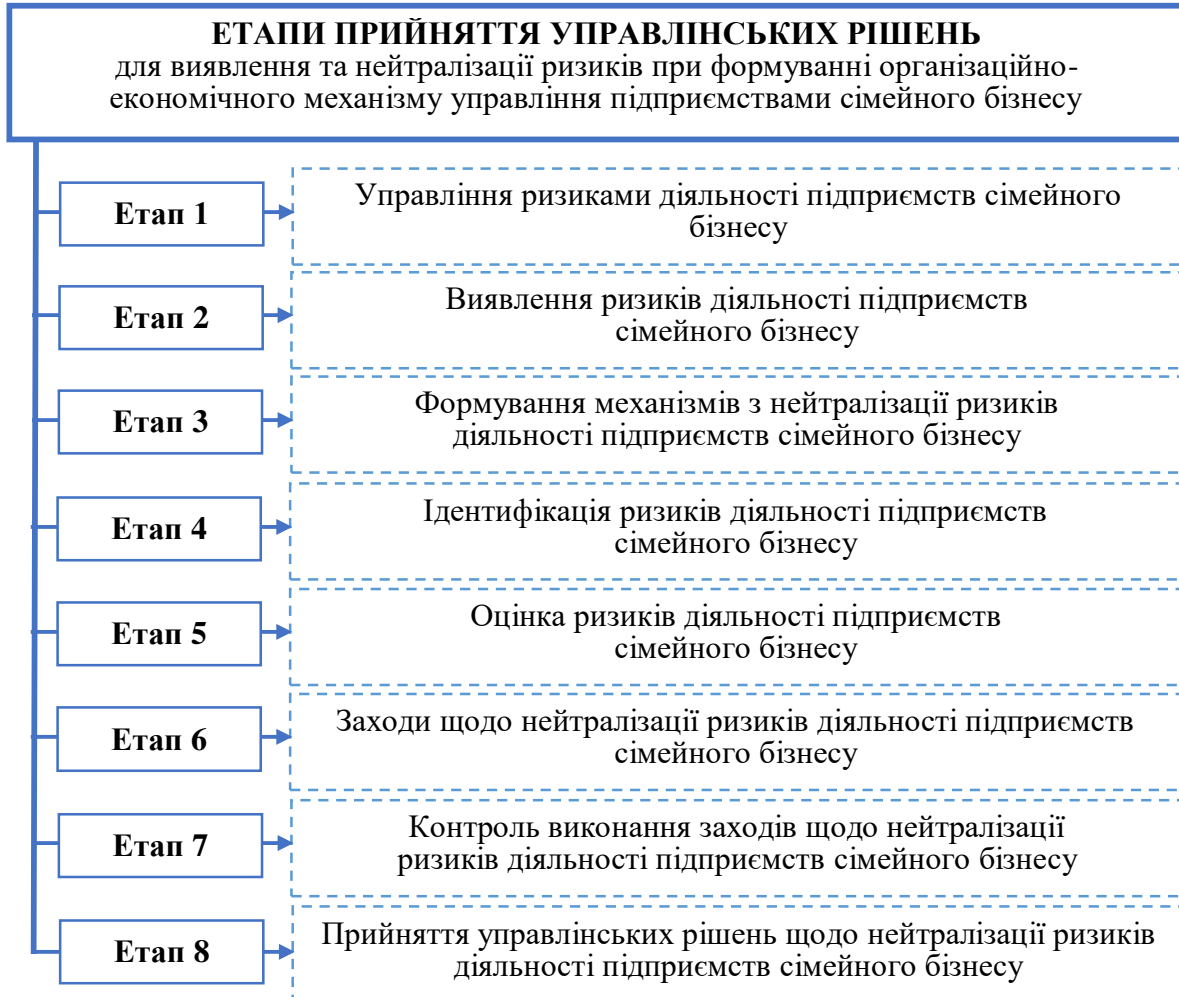 ЕТАПИ ПРИЙНЯТТЯ УПРАВЛІНСЬКИХ РІШЕНЬ
для виявлення та нейтралізації ризиків при формуванні організаційно-
економічного механізму управління підприємствами сімейного бізнесу
Етап 1
Управління ризиками діяльності підприємств сімейного
бізнесу
Етап 2
Виявлення ризиків діяльності підприємств
сімейного бізнесу
Етап 3
Формування механізмів з нейтралізації ризиків
діяльності підприємств сімейного бізнесу
Етап 4
Ідентифікація ризиків діяльності підприємств
сімейного бізнесу
Етап 5
Оцінка ризиків діяльності підприємств
сімейного бізнесу
Етап 6
Заходи щодо нейтралізації ризиків діяльності підприємств
сімейного бізнесу
Етап 7
Контроль виконання заходів щодо нейтралізації
ризиків діяльності підприємств сімейного бізнесу
Етап 8
Прийняття управлінських рішень щодо нейтралізації ризиків
діяльності підприємств сімейного бізнесу